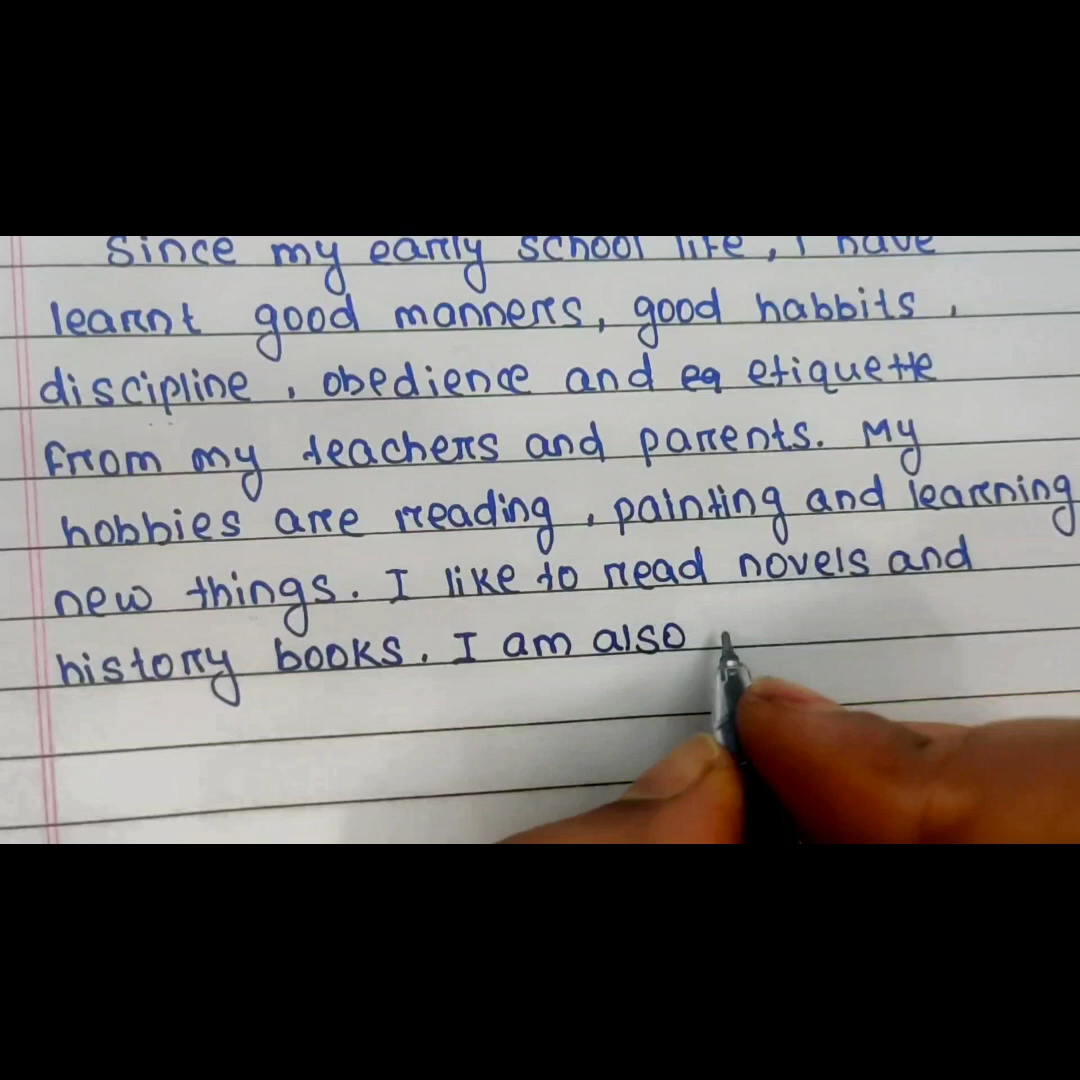 Since my early school life, I have
learnt good manners, good habbits,
discipline, obedience and eq etiquette
from my teachers and parents. My
hobbies are reading, painting and learning
new things. I like to read novels and
history books. I am also